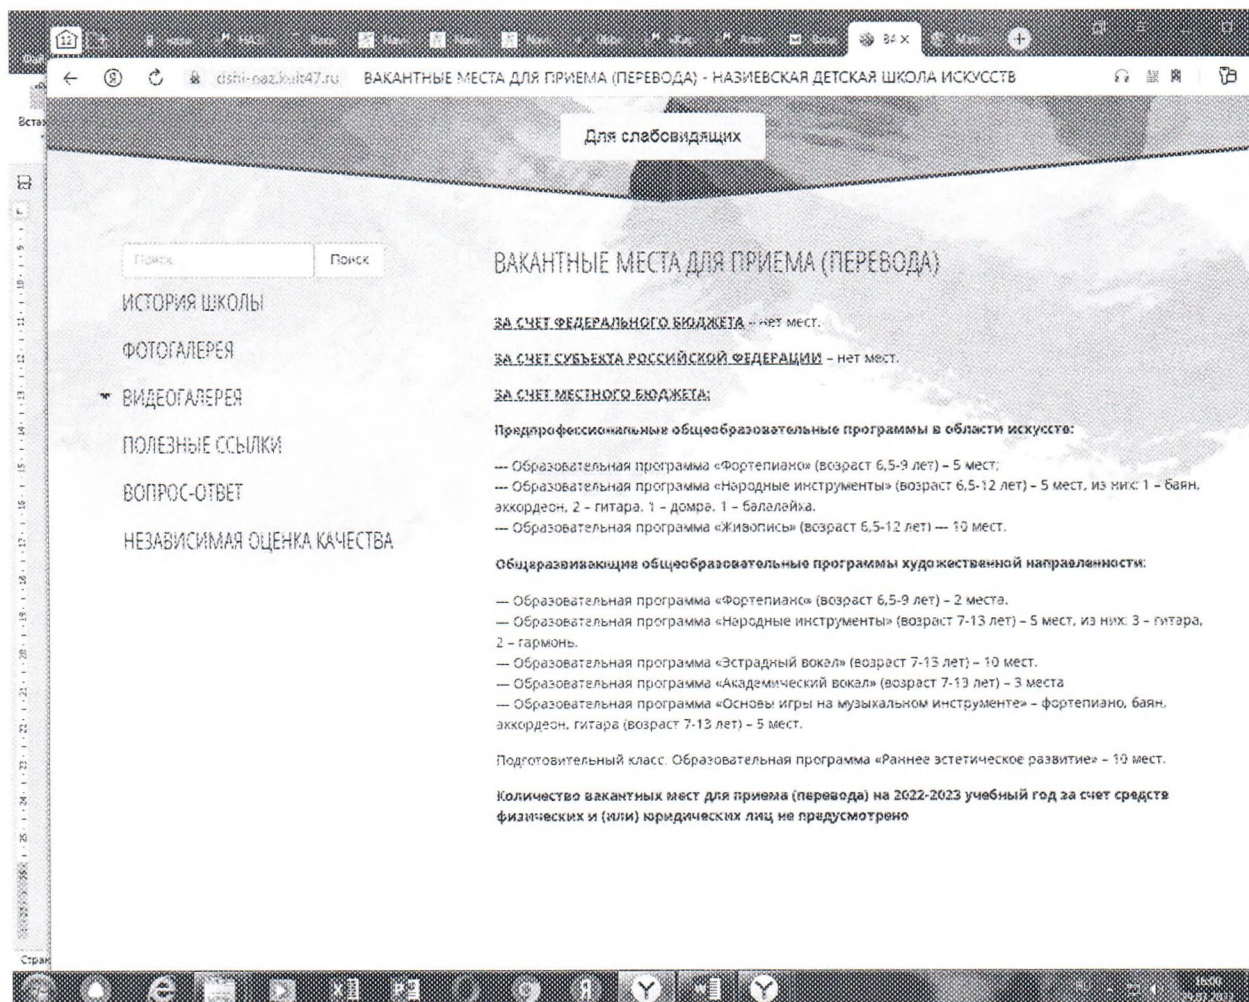 12
dshi-naz.kult47.ru ВАКАНТНЫЕ МЕСТА ДЛЯ ПРИЕМА (ПЕРЕВОДА) - НАЗИЕВСКАЯ ДЕТСКАЯ ШКОЛА ИСКУССТВ
Для слабовидящих
Поиск Поиск
ИСТОРИЯ ШКОЛЫ
ФОТОГАЛЕРЕЯ
ВИДЕОГАЛЕРЕЯ
ПОЛЕЗНЫЕ ССЫЛКИ
ВОПРОС-ОТВЕТ
НЕЗАВИСИМАЯ ОЦЕНКА КАЧЕСТВА
ВАКАНТНЫЕ МЕСТА ДЛЯ ПРИЕМА (ПЕРЕВОДА)
ЗА СЧЕТ ФЕДЕРАЛЬНОГО БЮДЖЕТА – нет мест.
ЗА СЧЕТ СУБЪЕКТА РОССИЙСКОЙ ФЕДЕРАЦИИ – нет мест.
ЗА СЧЕТ МЕСТНОГО БЮДЖЕТА:
Предпрофессиональные общеобразовательные программы в области искусств:
— Образовательная программа «Фортепиано» (возраст 6,5-9 лет) – 5 мест;
— Образовательная программа «Народные инструменты» (возраст 6,5-12 лет) – 5 мест, из них: 1 – баян,
аккордеон, 2 – гитара, 1 – домра, 1 – балалайка.
— Образовательная программа «Живопись» (возраст 6,5-12 лет) — 10 мест.
Общеразвивающие общеобразовательные программы художественной направленности:
— Образовательная программа «Фортепиано» (возраст 6,5-9 лет) – 2 места.
— Образовательная программа «Народные инструменты» (возраст 7-13 лет) – 5 мест, из них: 3 – гитара,
2 – гармонь.
— Образовательная программа «Эстрадный вокал» (возраст 7-13 лет) – 10 мест.
— Образовательная программа «Академический вокал» (возраст 7-13 лет) – 3 места
— Образовательная программа «Основы игры на музыкальном инструменте» – фортепиано, баян,
аккордеон, гитара (возраст 7-13 лет) – 5 мест.
Подготовительный класс. Образовательная программа «Раннее эстетическое развитие» – 10 мест.
Количество вакантных мест для приема (перевода) на 2022-2023 учебный год за счет средств
физических и (или) юридических лиц не предусмотрено
16:00